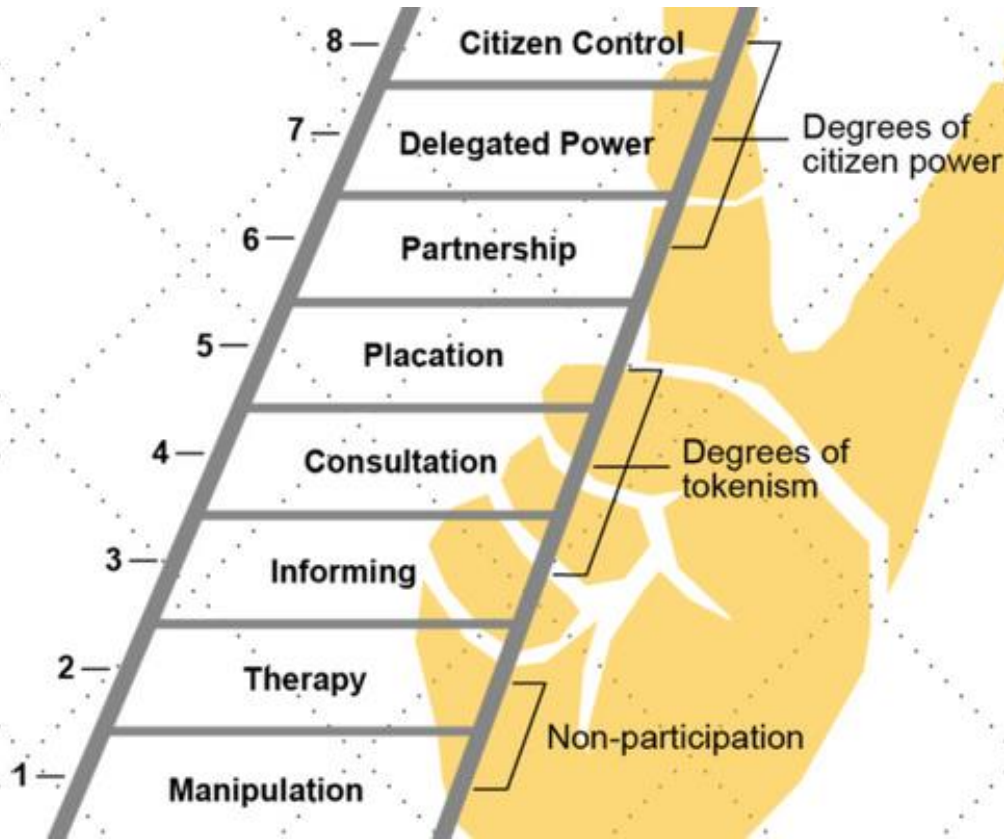 8 — Citizen Control
7 — Delegated Power
Degrees of
citizen power
6 — Partnership
5 — Placation
4 — Consultation
Degrees of
tokenism
3 — Informing
2 — Therapy
Non-participation
1 — Manipulation